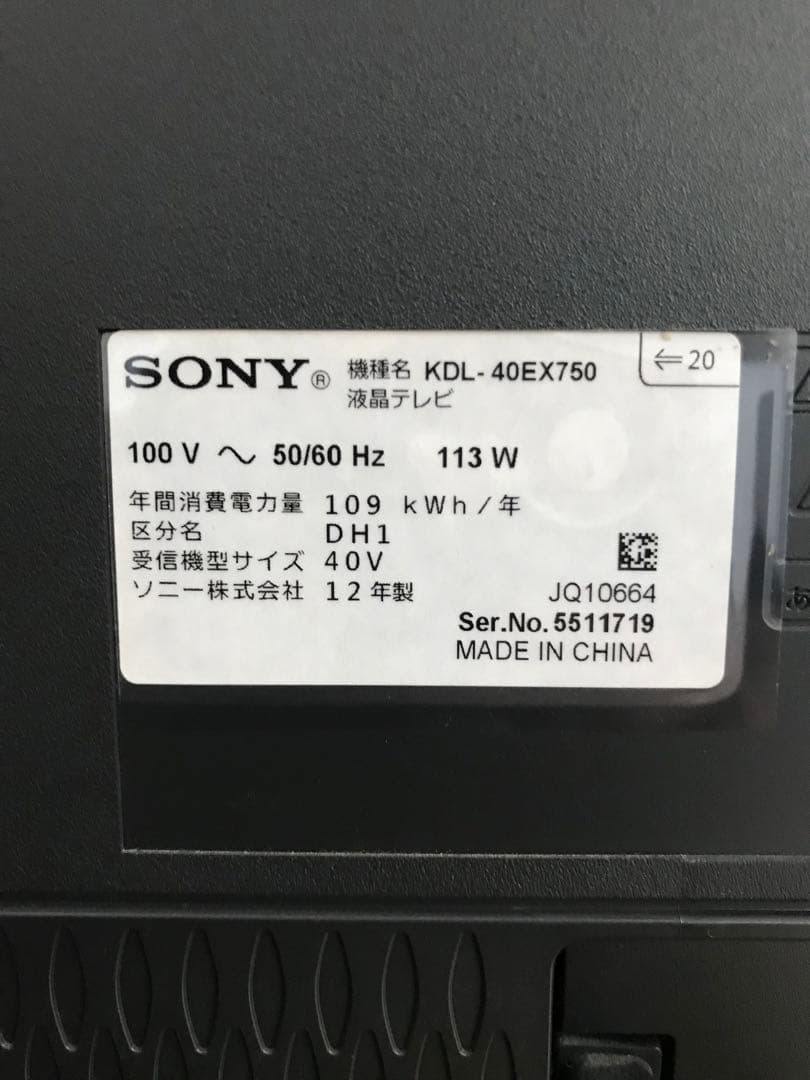 SONY® 機種名 KDL-40EX750
⇐20
液晶テレビ
100 V ～ 50/60 Hz 113 W
年間消費電力量 109 kWh/年
区分名 DH1
受信機型サイズ 40V
ソニー株式会社 12年製
JQ10664
Ser.No. 5511719
MADE IN CHINA